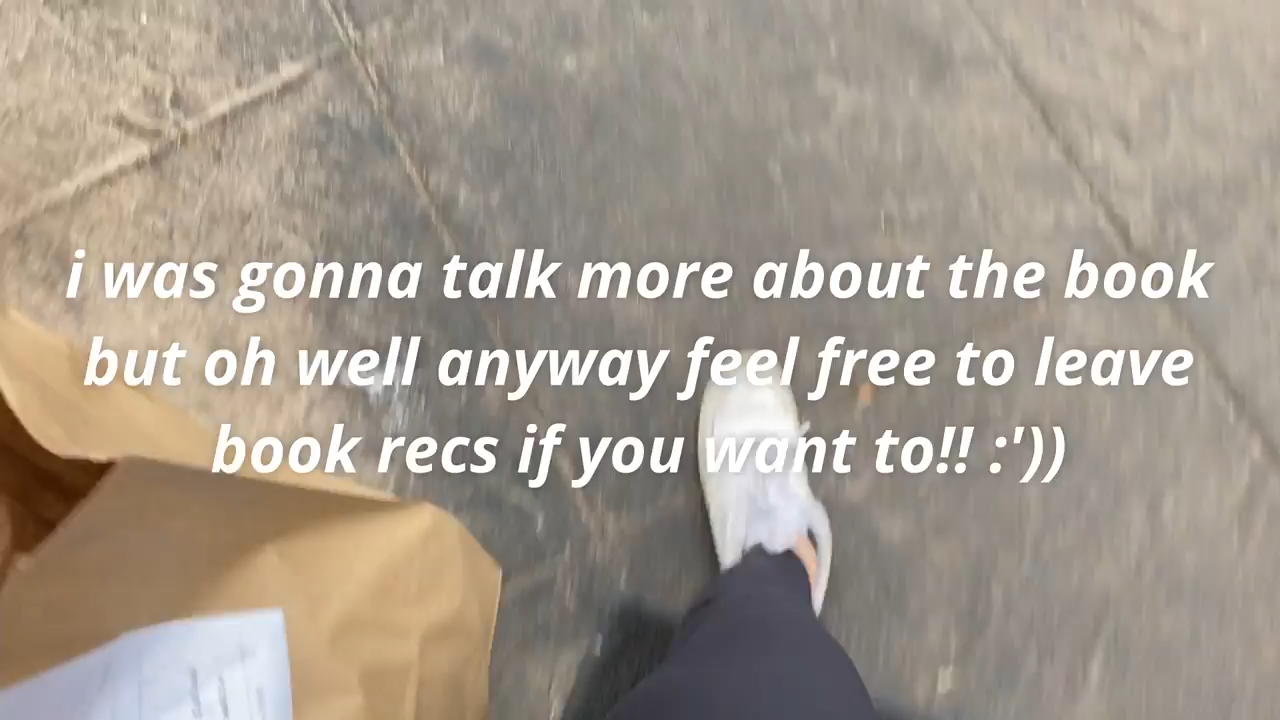 i was gonna talk more about the book
but oh well anyway feel free to leave
book recs if you want to!! :'))